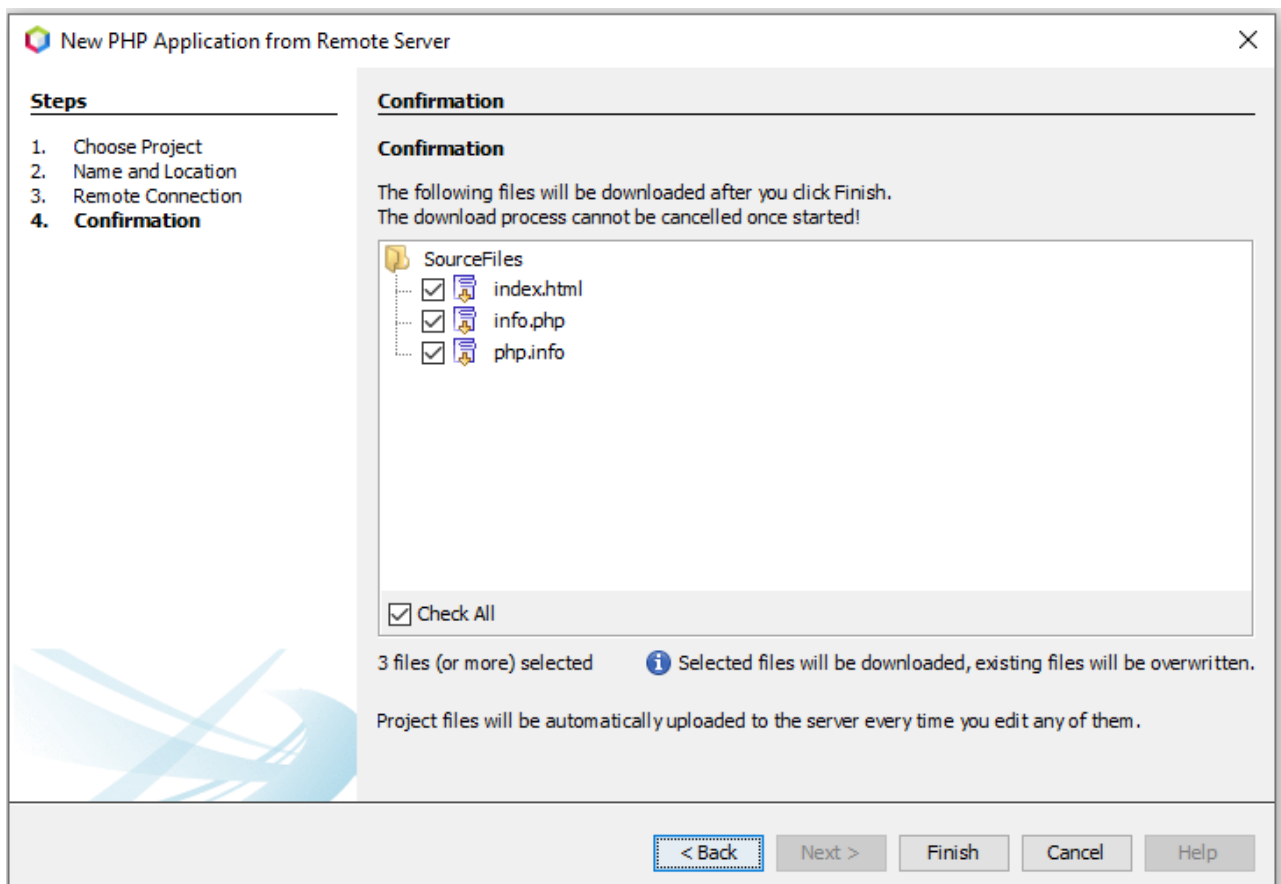 New PHP Application from Remote Server
Steps
1. Choose Project
2. Name and Location
3. Remote Connection
4. Confirmation
Confirmation
Confirmation
The following files will be downloaded after you click Finish.
The download process cannot be cancelled once started!
SourceFiles
index.html
info.php
php.info
Check All
3 files (or more) selected
Selected files will be downloaded, existing files will be overwritten.
Project files will be automatically uploaded to the server every time you edit any of them.
< Back Next > Finish Cancel Help